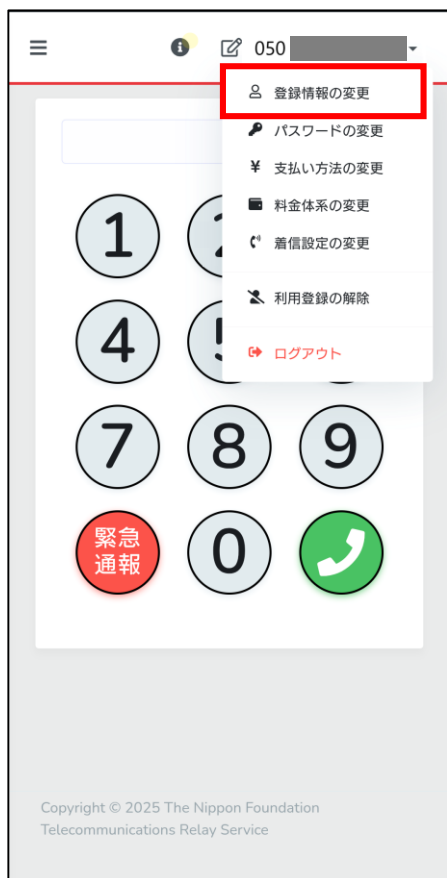 050
登録情報の変更
パスワードの変更
支払い方法の変更
料金体系の変更
着信設定の変更
利用登録の解除
ログアウト
1
4
7 8 9
緊急
通報
0
Copyright © 2025 The Nippon Foundation
Telecommunications Relay Service